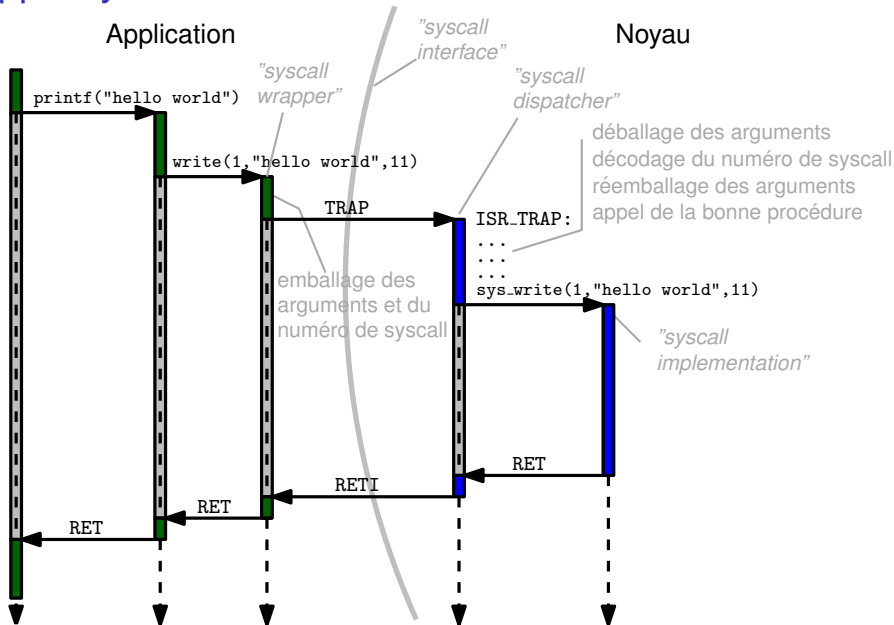 Application
"syscall
interface"
Noyau
"syscall
wrapper"
"syscall
dispatcher"
printf("hello world")
déballage des arguments
décodage du numéro de syscall
réemballage des arguments
appel de la bonne procédure
write(1,"hello world",11)
TRAP
ISR_TRAP:
...
...
...
emballage des
arguments et du
numéro de syscall
sys_write(1,"hello world",11)
"syscall
implementation"
RET
RETI
RET
RET